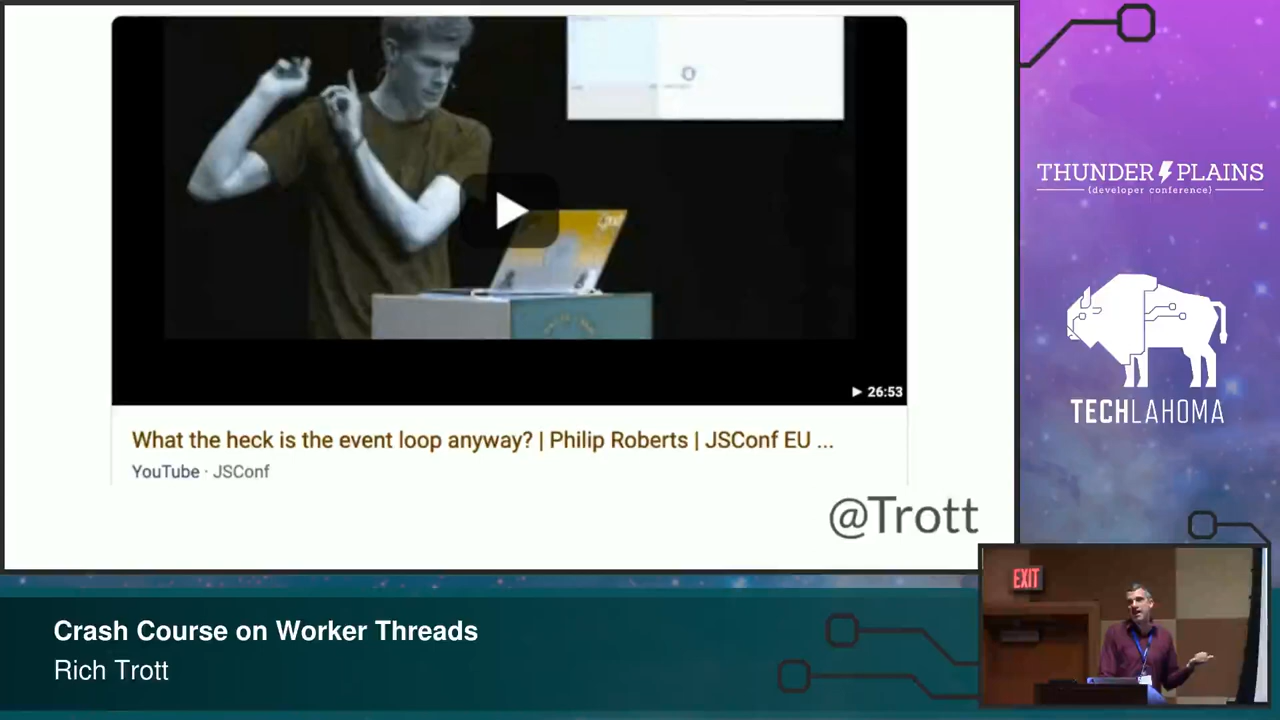 26:53
What the heck is the event loop anyway? | Philip Roberts | JSConf EU ...
YouTube · JSConf
@Trott
THUNDER PLAINS
{developer conference}
TECHLAHOMA
EXIT
Crash Course on Worker Threads
Rich Trott